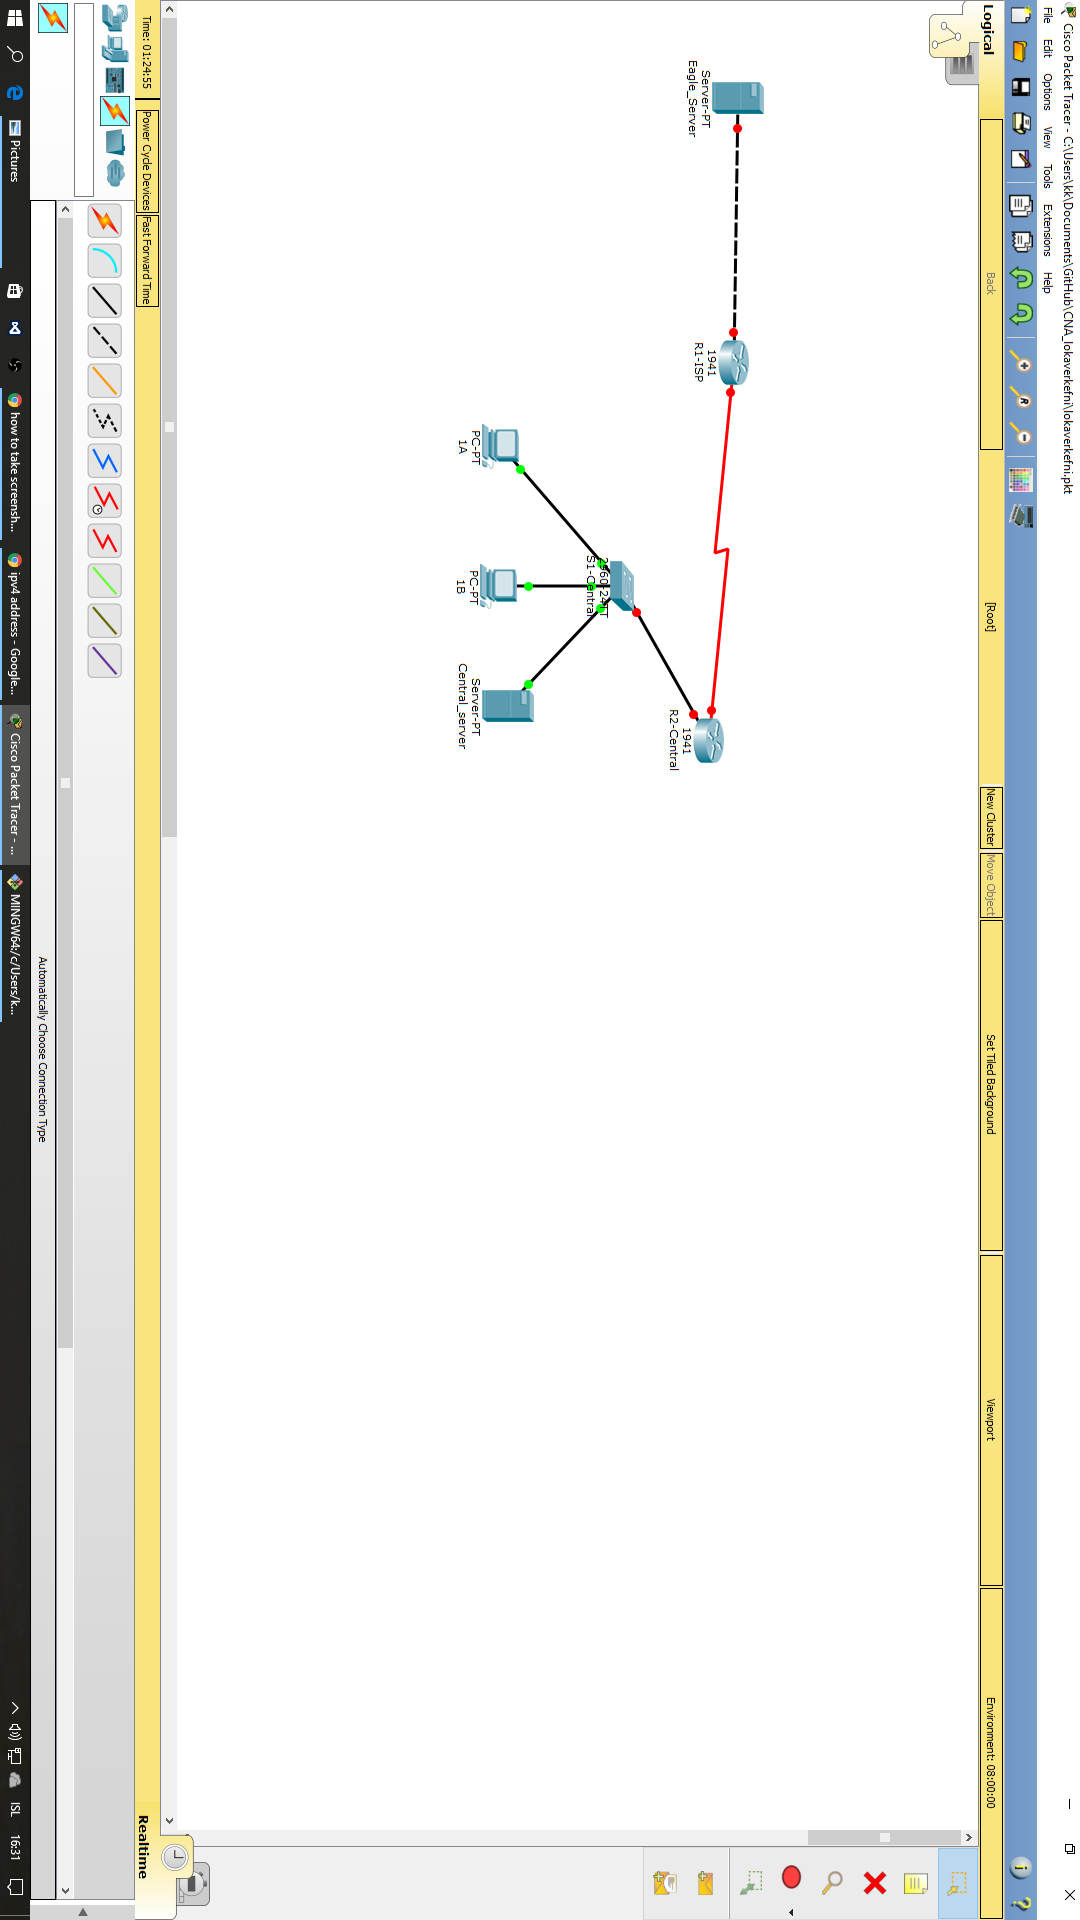 Cisco Packet Tracer - C:\Users\kk\Documents\GitHub\CNA_lokaverkefni\lokaverkefni.pkt
File Edit Options View Tools Extensions Help
Logical
Back
[Root]
New Cluster
Move Object
Set Tiled Background
Viewport
Environment: 08:00:00
Server-PT
Eagle_Server
1941
R1-ISP
1941
R2-Central
2960-24TT
S1-Central
PC-PT
1A
PC-PT
1B
Server-PT
Central_server
Time: 01:24:55
Power Cycle Devices
Fast Forward Time
Realtime
Automatically Choose Connection Type
Pictures
how to take screensh...
ipv4 address - Google...
Cisco Packet Tracer - ...
MINGW64:/c/Users/k...
ISL
16:31